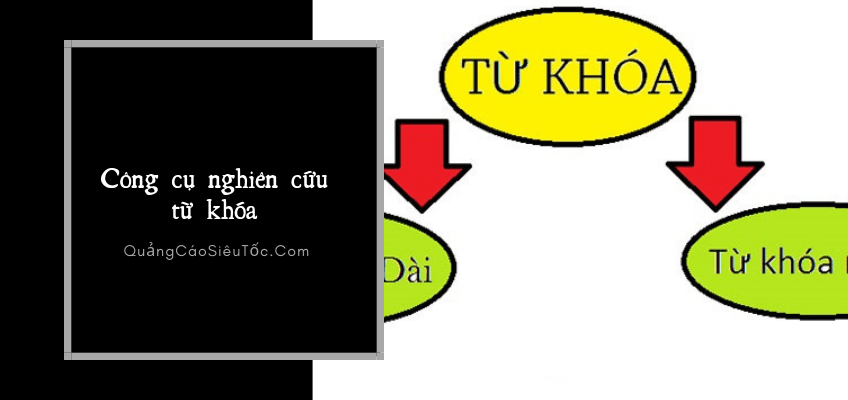 TỪ KHÓA
Công cụ nghiên cứu
từ khóa
QuảngCáoSiêuTốc.Com
Dài
Từ khóa